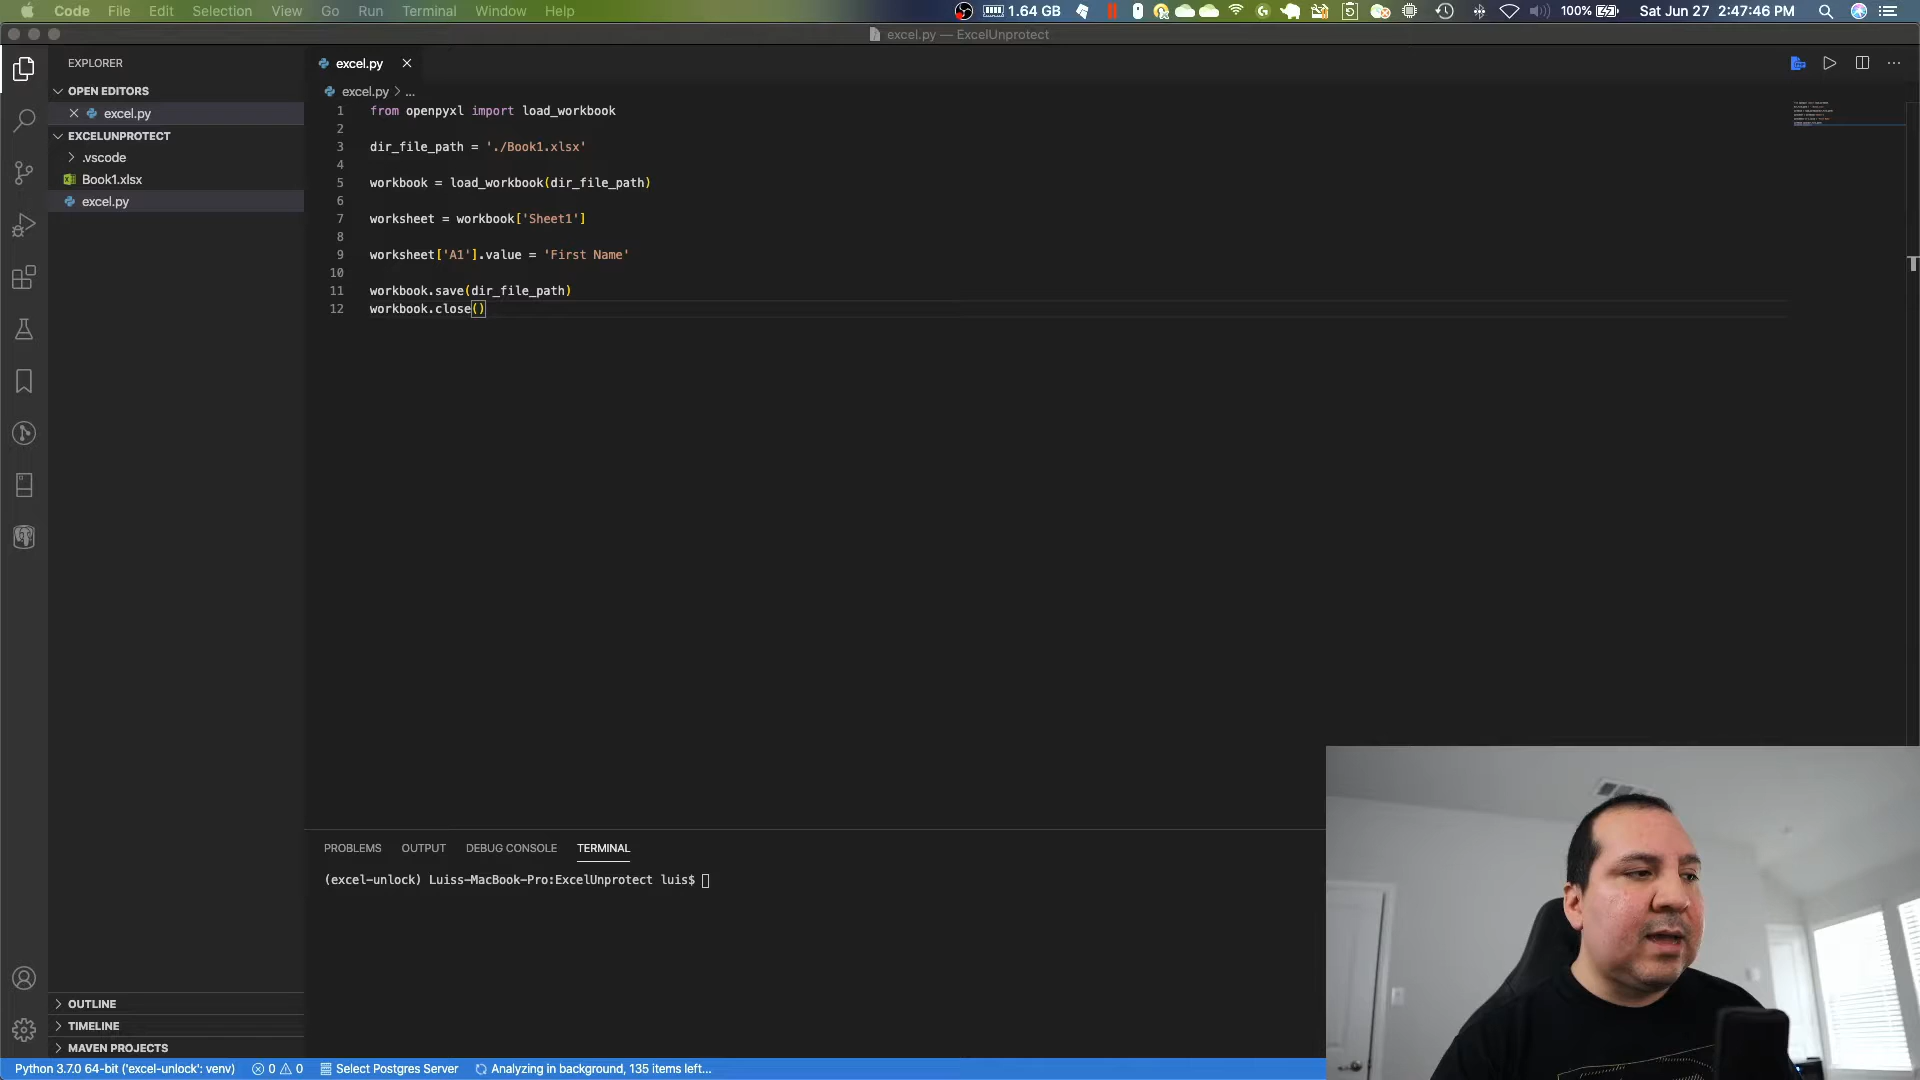 Code File Edit Selection View Go Run Terminal Window Help 1.64 GB 100% Sat Jun 27 2:47:46 PM
excel.py — ExcelUnprotect
EXPLORER
OPEN EDITORS
excel.py
EXCELUNPROTECT
.vscode
Book1.xlsx
excel.py
excel.py
excel.py > ...
1 from openpyxl import load_workbook
2
3 dir_file_path = './Book1.xlsx'
4
5 workbook = load_workbook(dir_file_path)
6
7 worksheet = workbook['Sheet1']
8
9 worksheet['A1'].value = 'First Name'
10
11 workbook.save(dir_file_path)
12 workbook.close()
PROBLEMS OUTPUT DEBUG CONSOLE TERMINAL
(excel-unlock) Luiss-MacBook-Pro:ExcelUnprotect luis$
OUTLINE
TIMELINE
MAVEN PROJECTS
Python 3.7.0 64-bit ('excel-unlock': venv) 0 0 Select Postgres Server Analyzing in background, 135 items left...